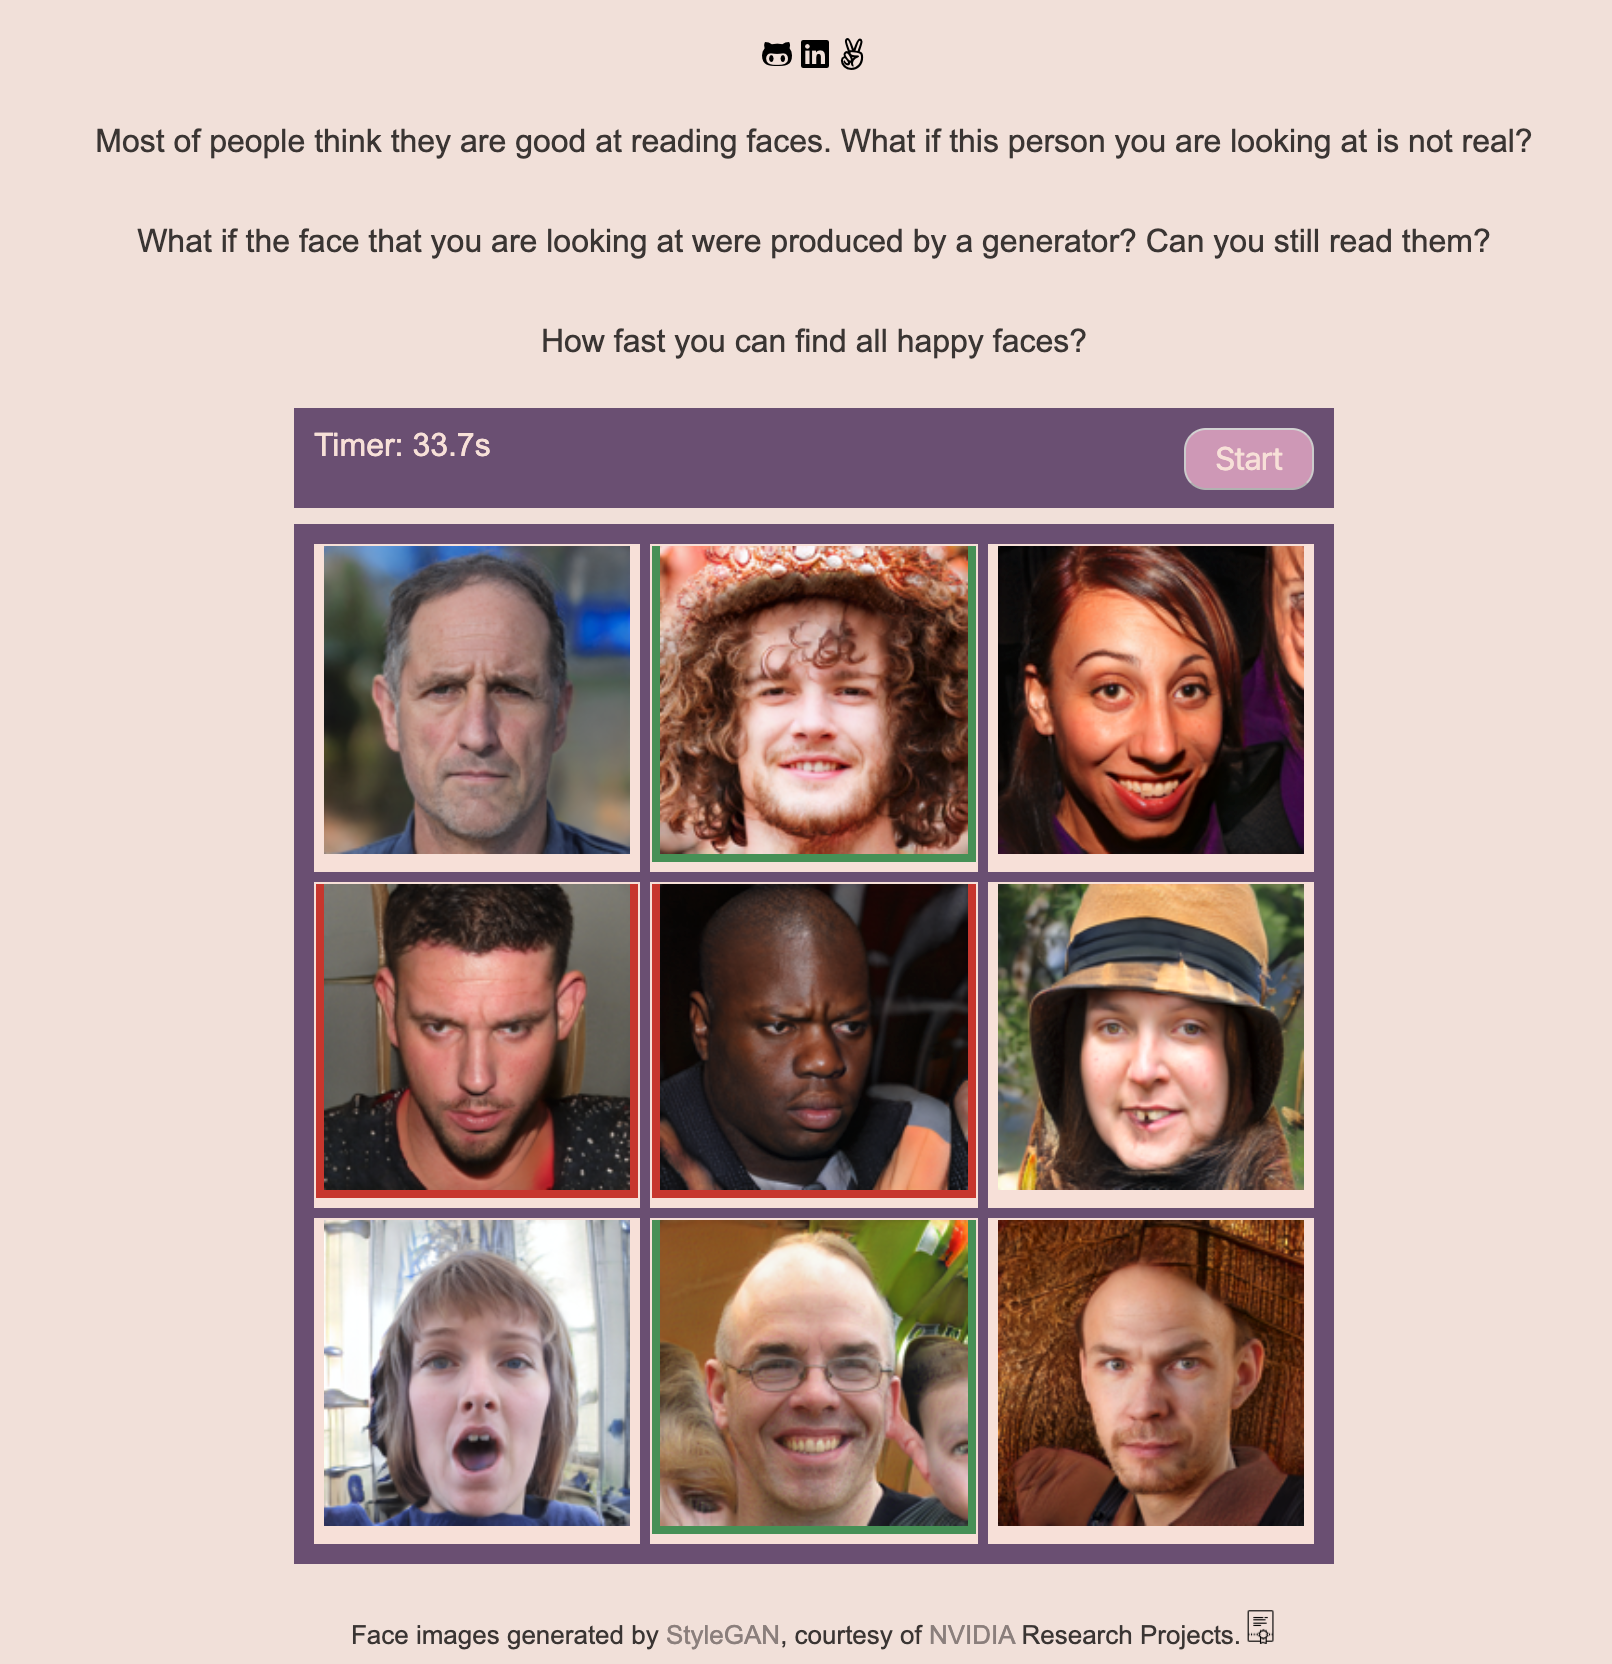 in
Most of people think they are good at reading faces. What if this person you are looking at is not real?
What if the face that you are looking at were produced by a generator? Can you still read them?
How fast you can find all happy faces?
Timer: 33.7s
Start
Face images generated by StyleGAN, courtesy of NVIDIA Research Projects.